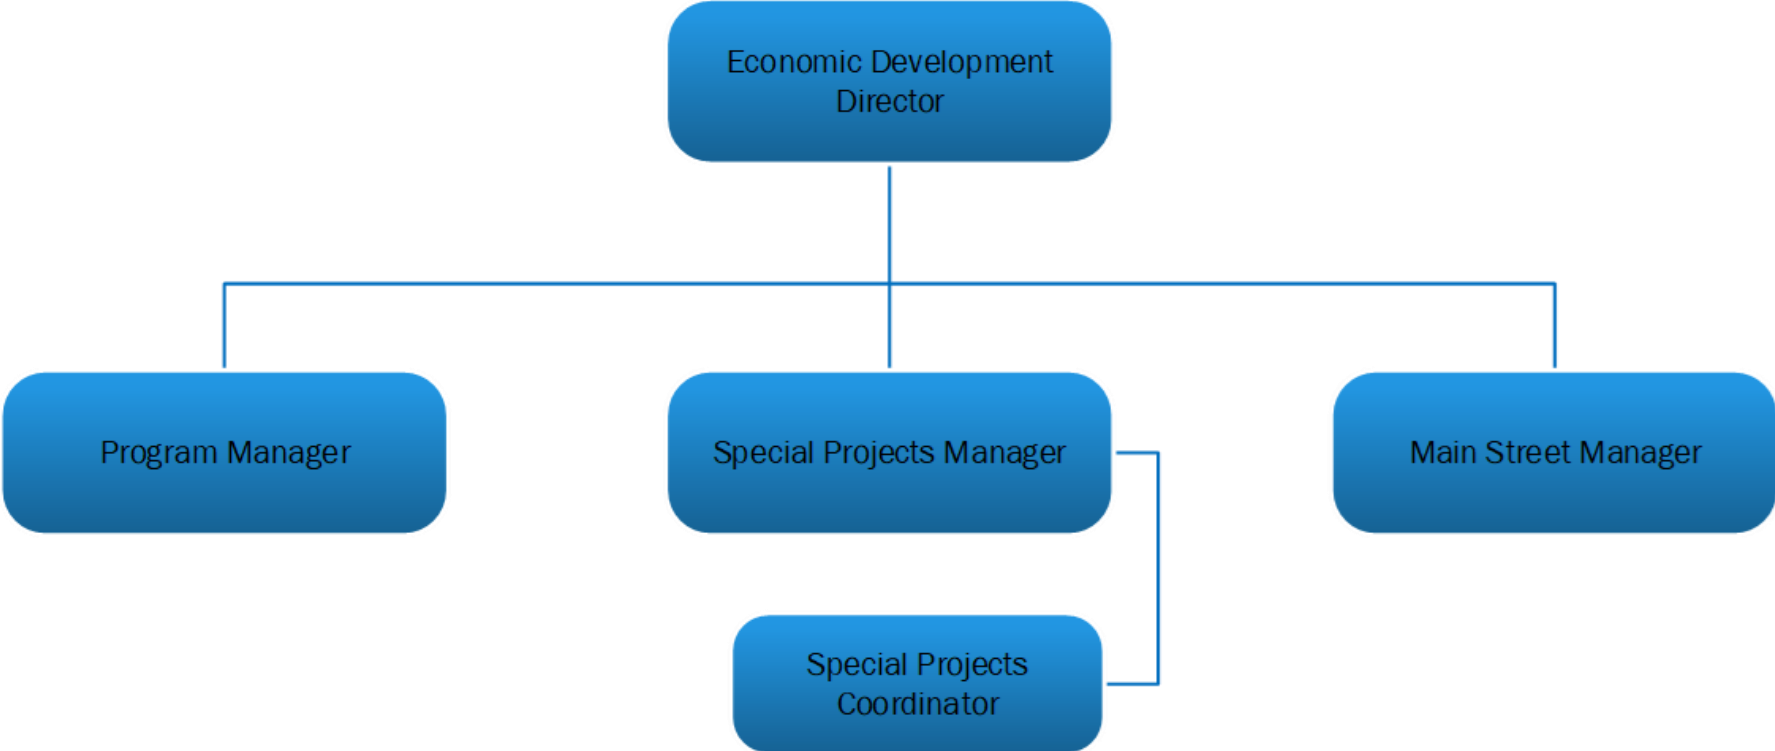 Economic Development
Director
Program Manager
Special Projects Manager
Main Street Manager
Special Projects
Coordinator